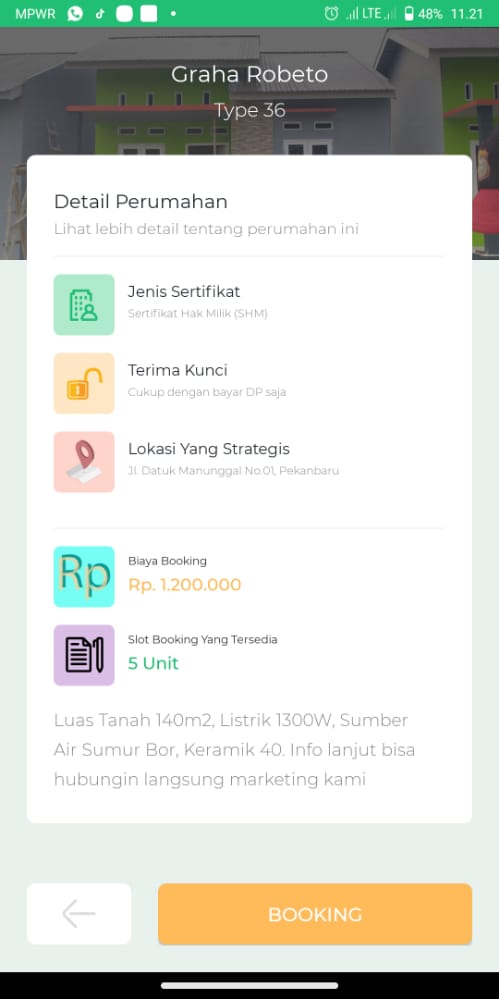 MPWR
LTE
48%
11.21
Graha Robeto
Type 36
Detail Perumahan
Lihat lebih detail tentang perumahan ini
Jenis Sertifikat
Sertifikat Hak Milik (SHM)
Terima Kunci
Cukup dengan bayar DP saja
Lokasi Yang Strategis
Jl. Datuk Manunggal No.01, Pekanbaru
Rp
Biaya Booking
Rp. 1.200.000
Slot Booking Yang Tersedia
5 Unit
Luas Tanah 140m2, Listrik 1300W, Sumber
Air Sumur Bor, Keramik 40. Info lanjut bisa
hubungin langsung marketing kami
BOOKING